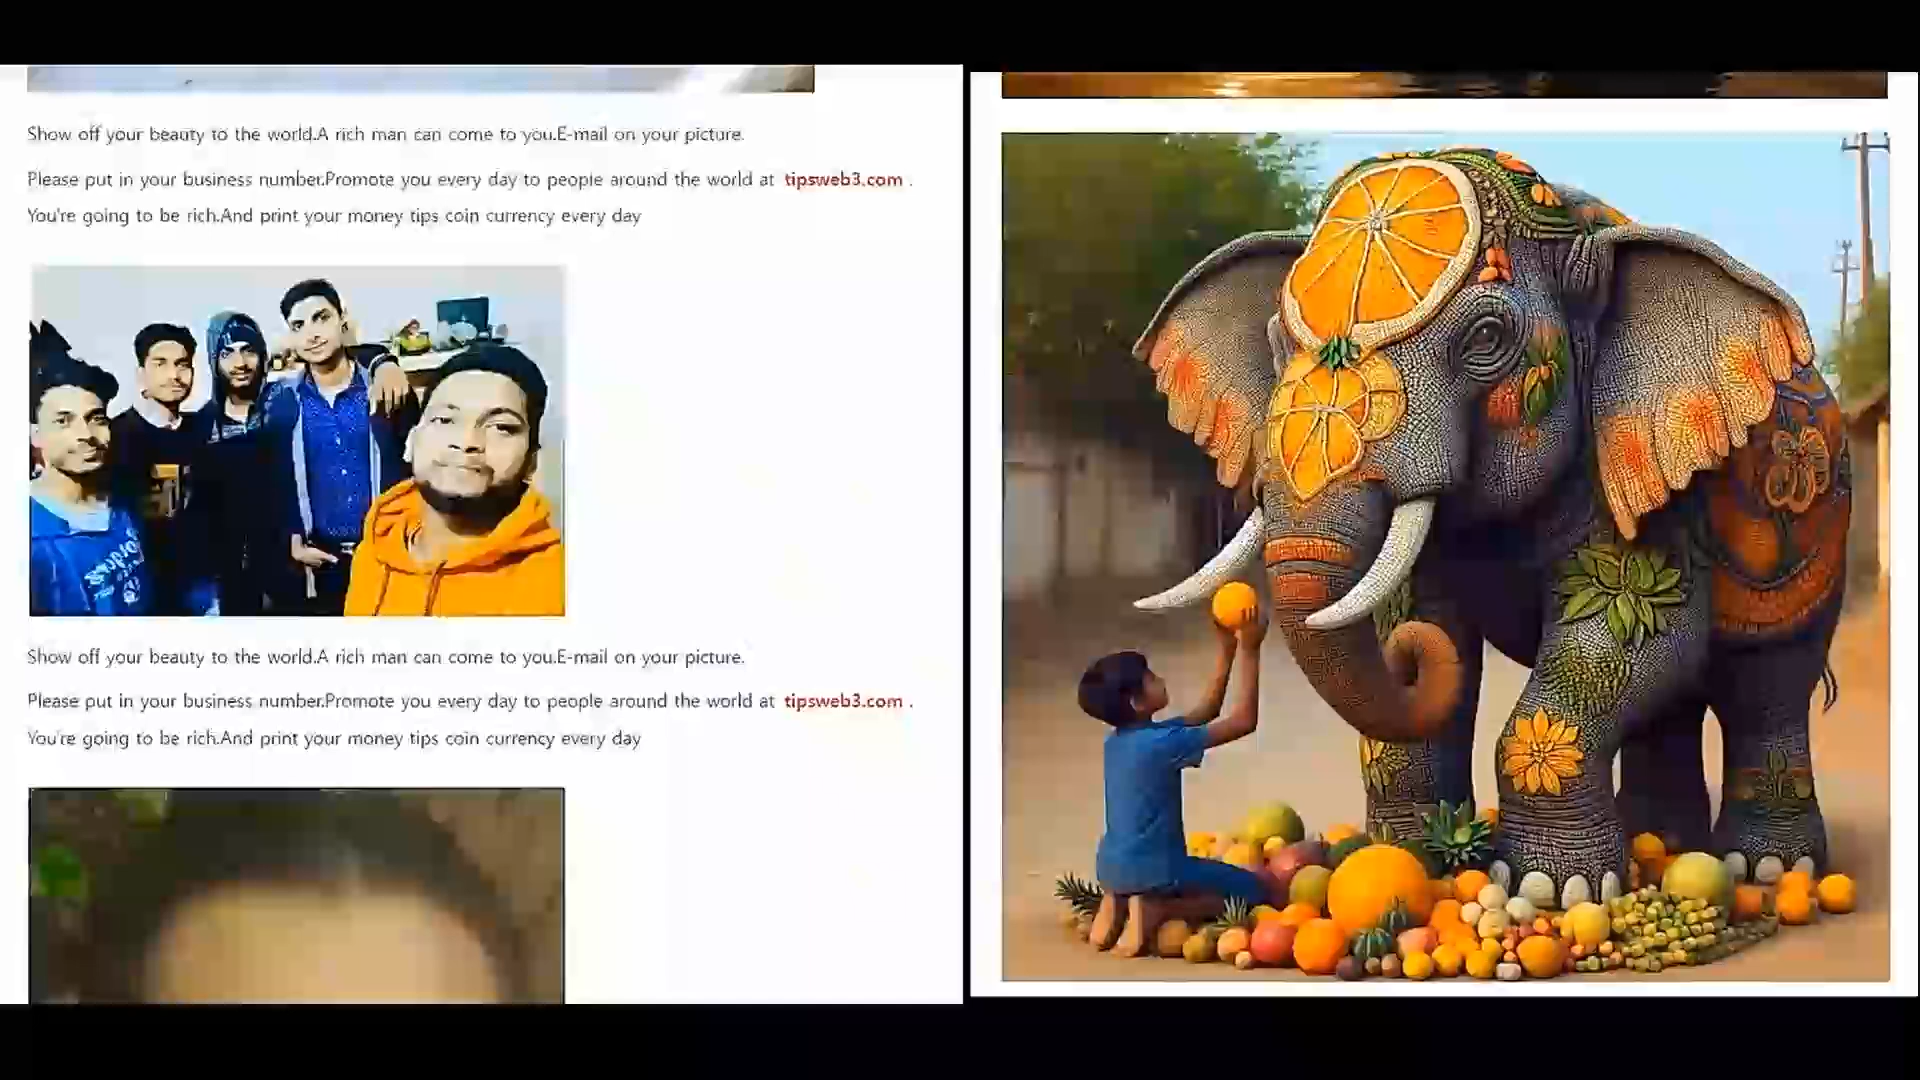 Show off your beauty to the world.A rich man can come to you.E-mail on your picture.
Please put in your business number.Promote you every day to people around the world at tipsweb3.com .
You're going to be rich.And print your money tips coin currency every day
Show off your beauty to the world.A rich man can come to you.E-mail on your picture.
Please put in your business number.Promote you every day to people around the world at tipsweb3.com .
You're going to be rich.And print your money tips coin currency every day